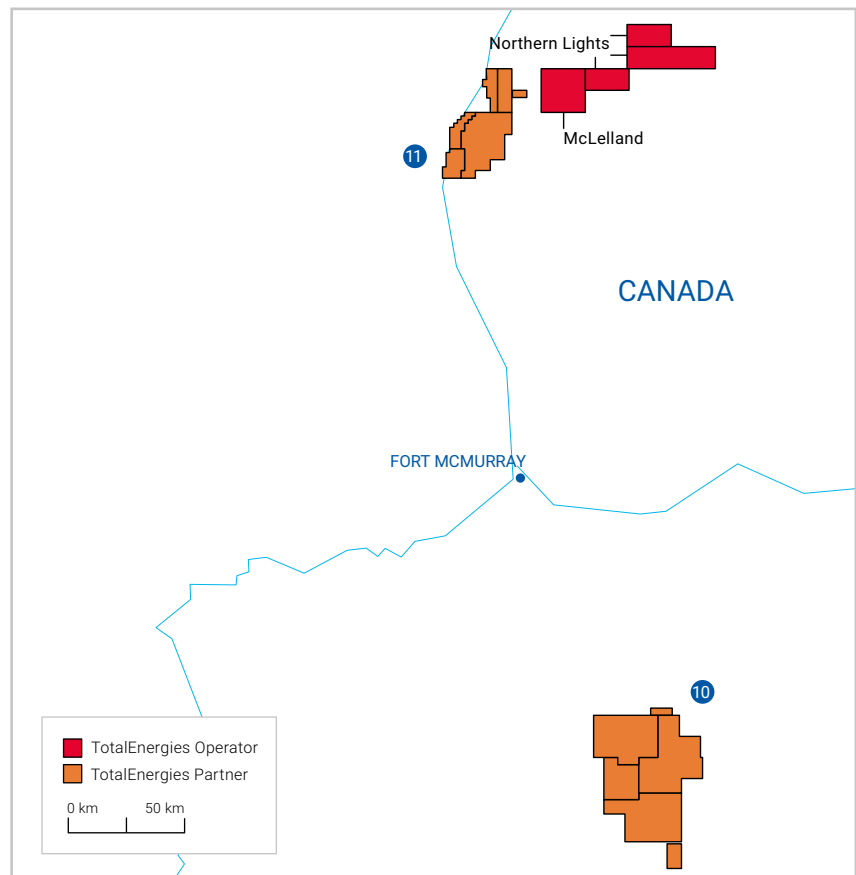 Northern Lights
McLelland
11
CANADA
FORT MCMURRAY
10
TotalEnergies Operator
TotalEnergies Partner
0 km 50 km